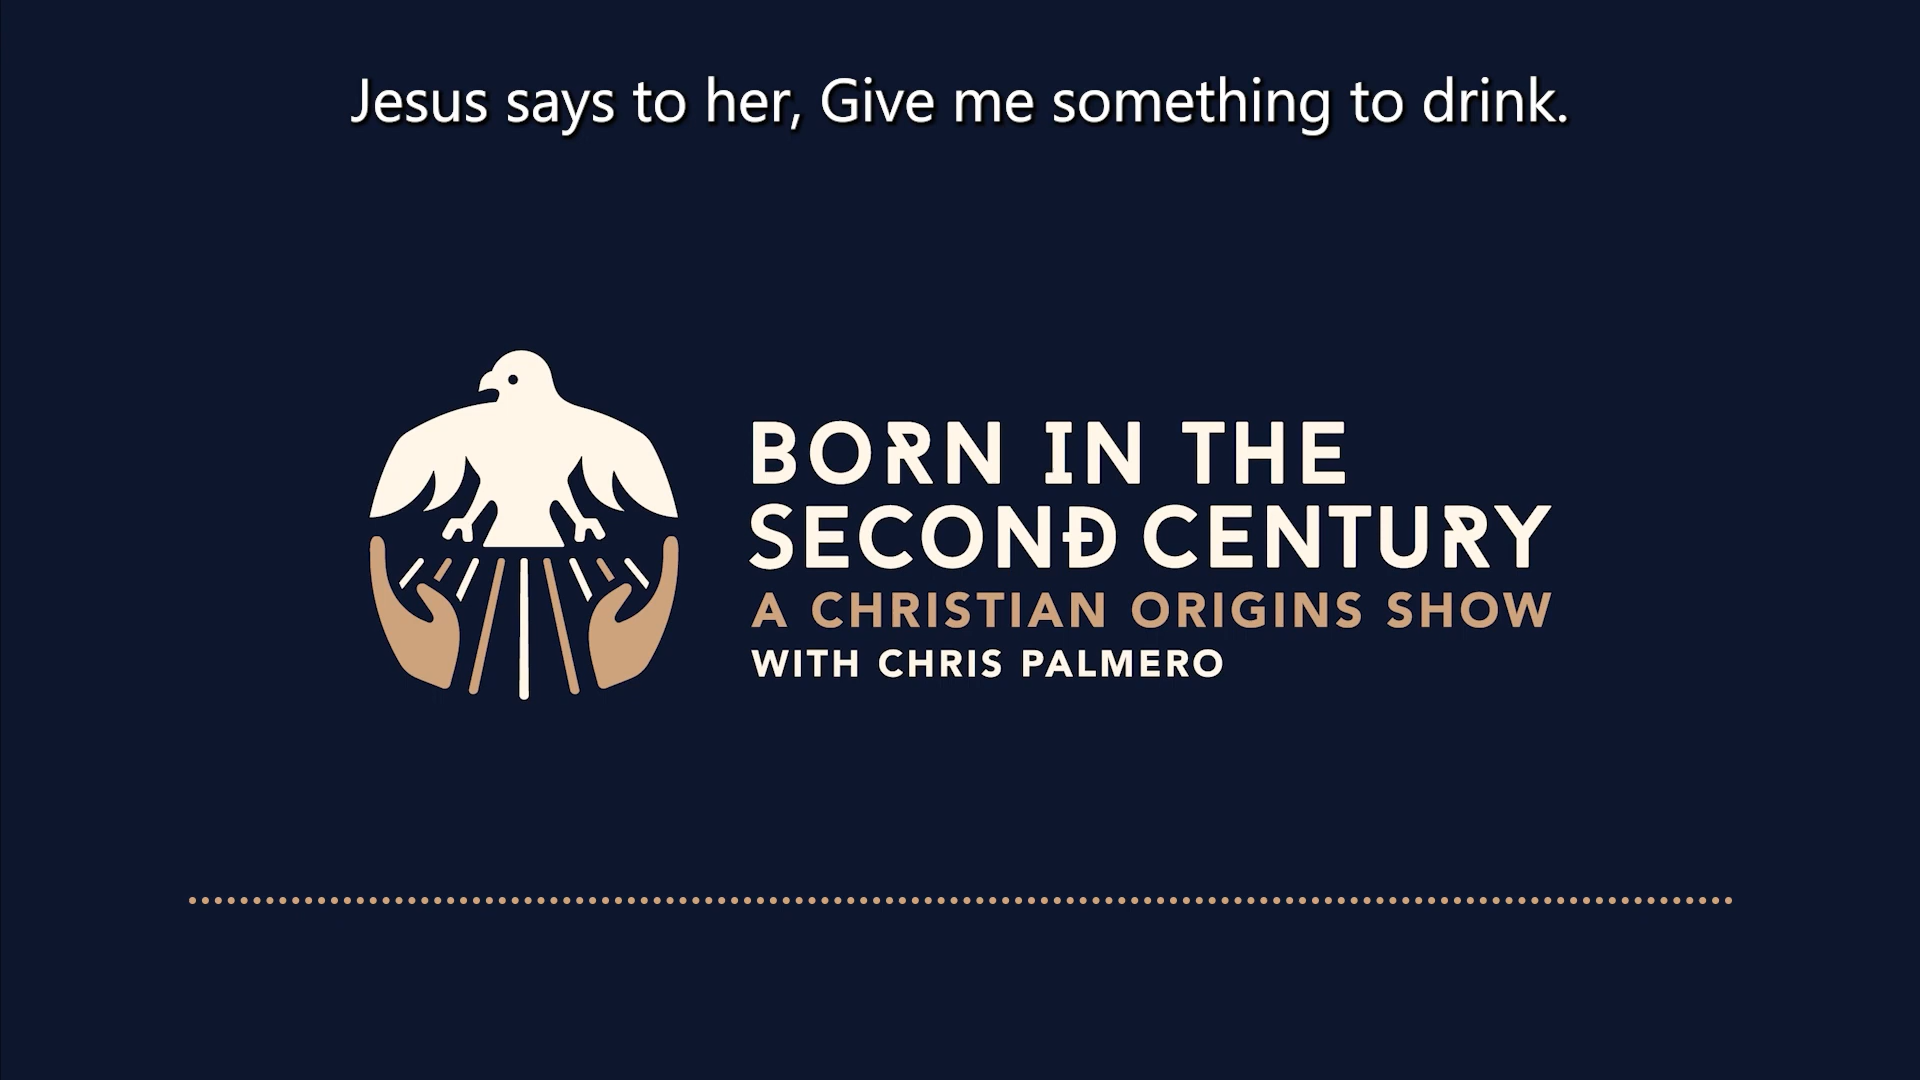 Jesus says to her, Give me something to drink.
BORN IN THE
SECOND CENTURY
A CHRISTIAN ORIGINS SHOW
WITH CHRIS PALMERO